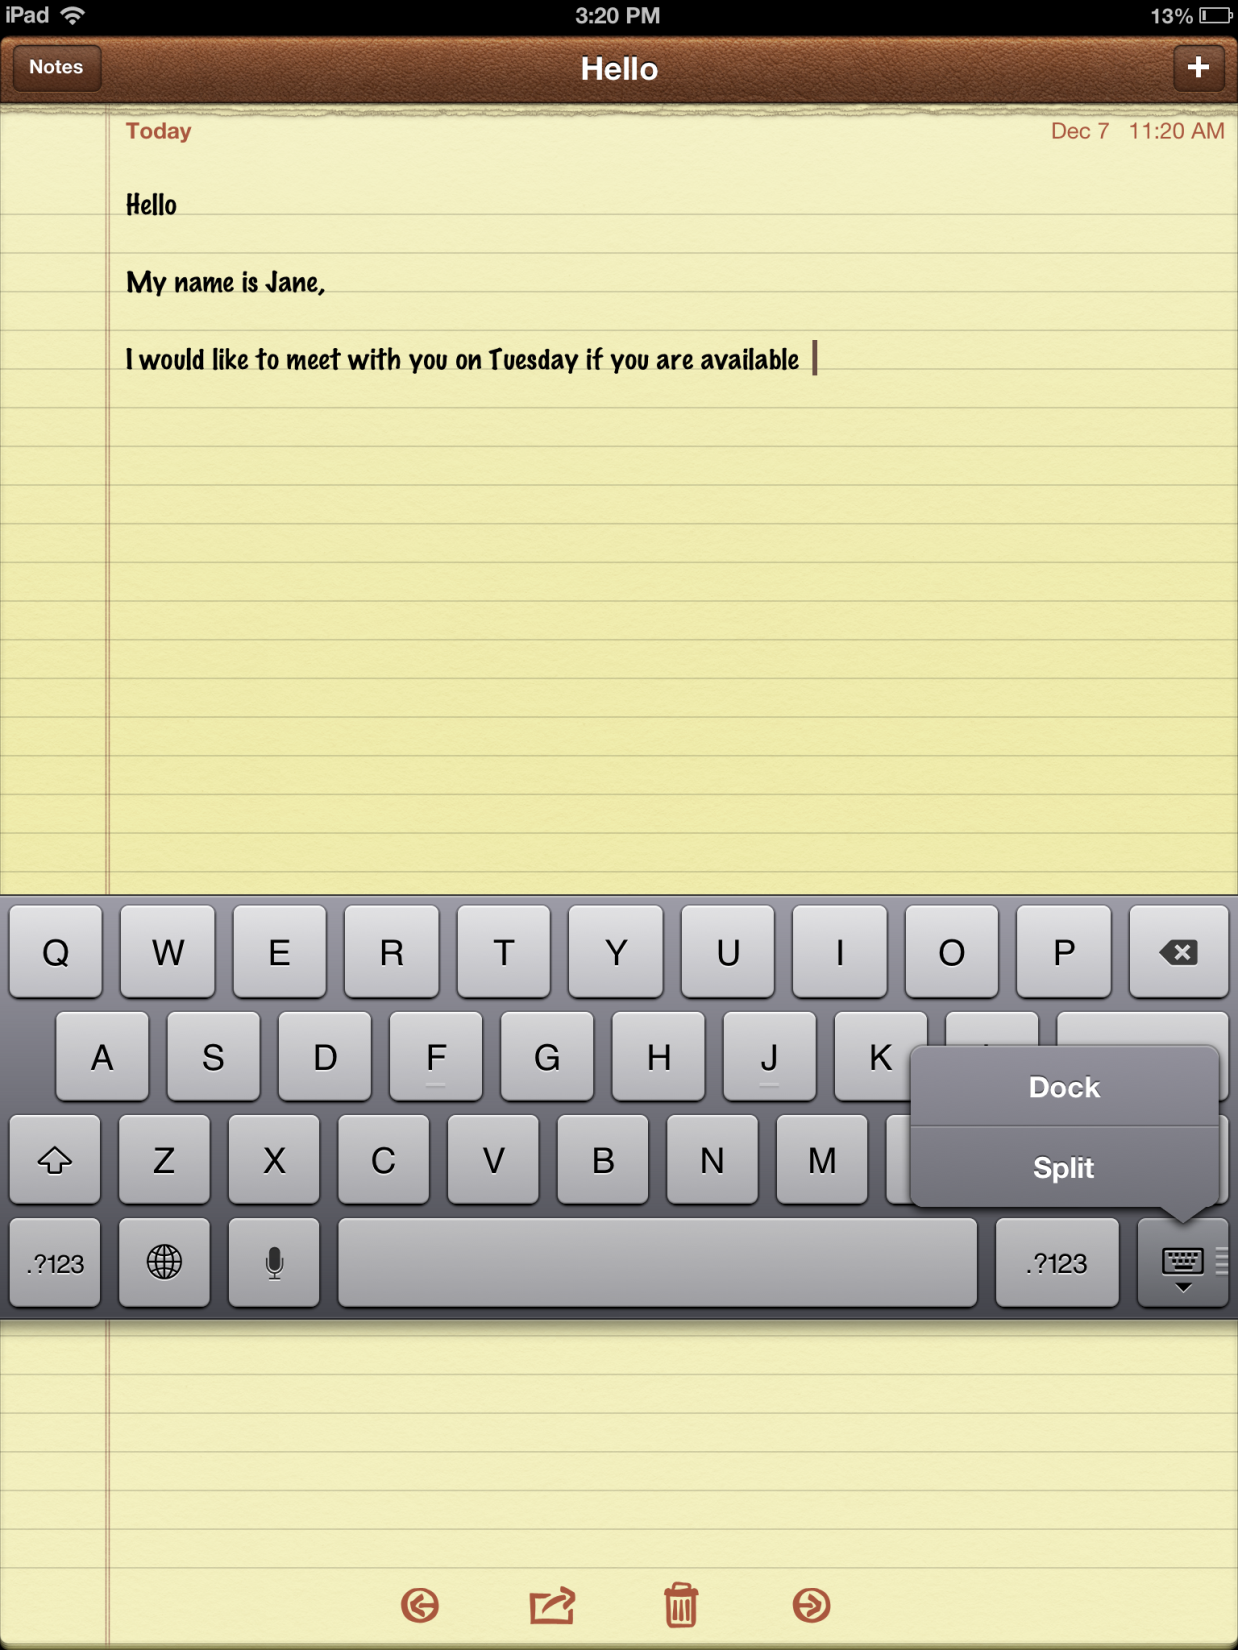 iPad 3:20 PM 13%
Notes Hello +
Today Dec 7 11:20 AM
Hello
My name is Jane,
I would like to meet with you on Tuesday if you are available
Q W E R T Y U I O P
A S D F G H J K
Dock
Z X C V B N M
Split
.?123 .?123